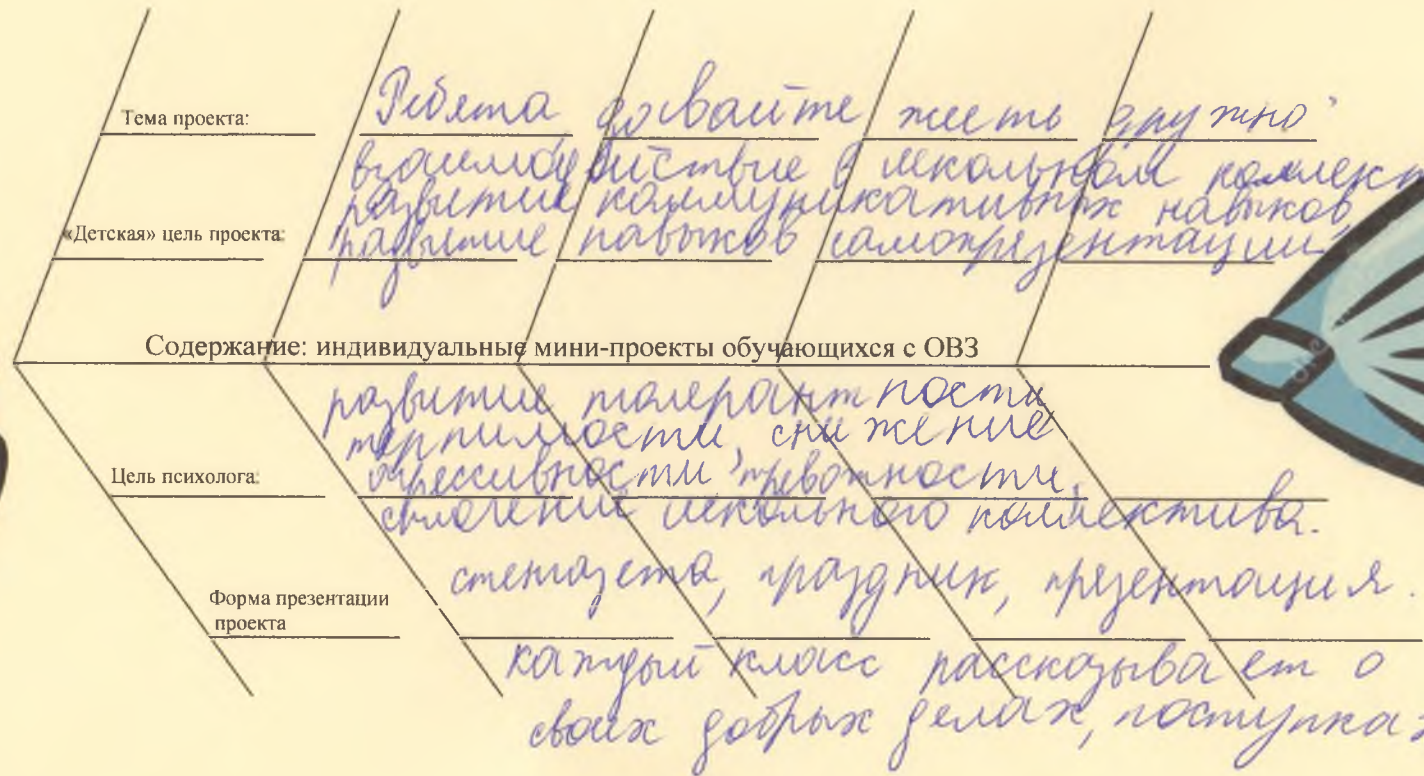 Тема проекта: Ребята давайте жить дружно"
взаимодействие в школьном коллект
развитие коммуникативных навыков,
«Детская» цель проекта: развитие навыков самопрезентации,
Содержание: индивидуальные мини-проекты обучающихся с ОВЗ
развитие толерантности
терпимости, снижение
Цель психолога: агрессивности, тревожности,
сплочение школьного коллектива.
стенгазета, праздник, презентация.
Форма презентации
проекта
каждый класс рассказывает о
своих добрых делах, поступках